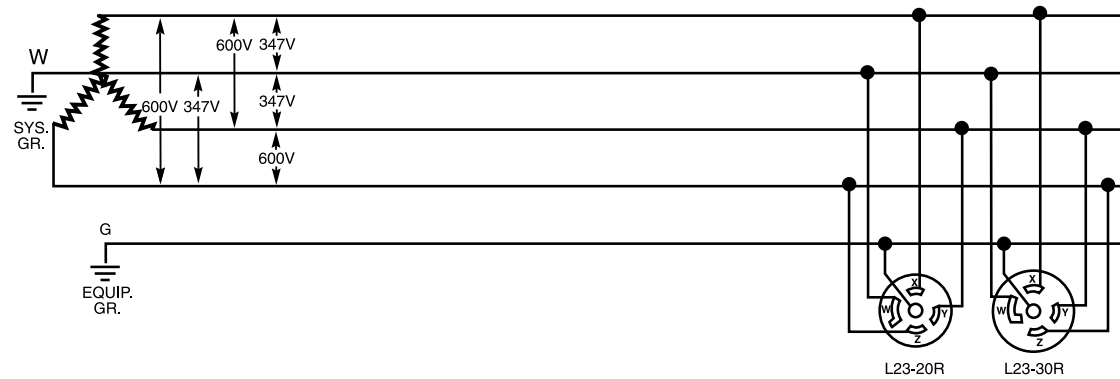 W
SYS.
GR.
600V 347V
600V 347V
347V
600V
G
EQUIP.
GR.
X
W
Y
Z
L23-20R
X
W
Y
Z
L23-30R